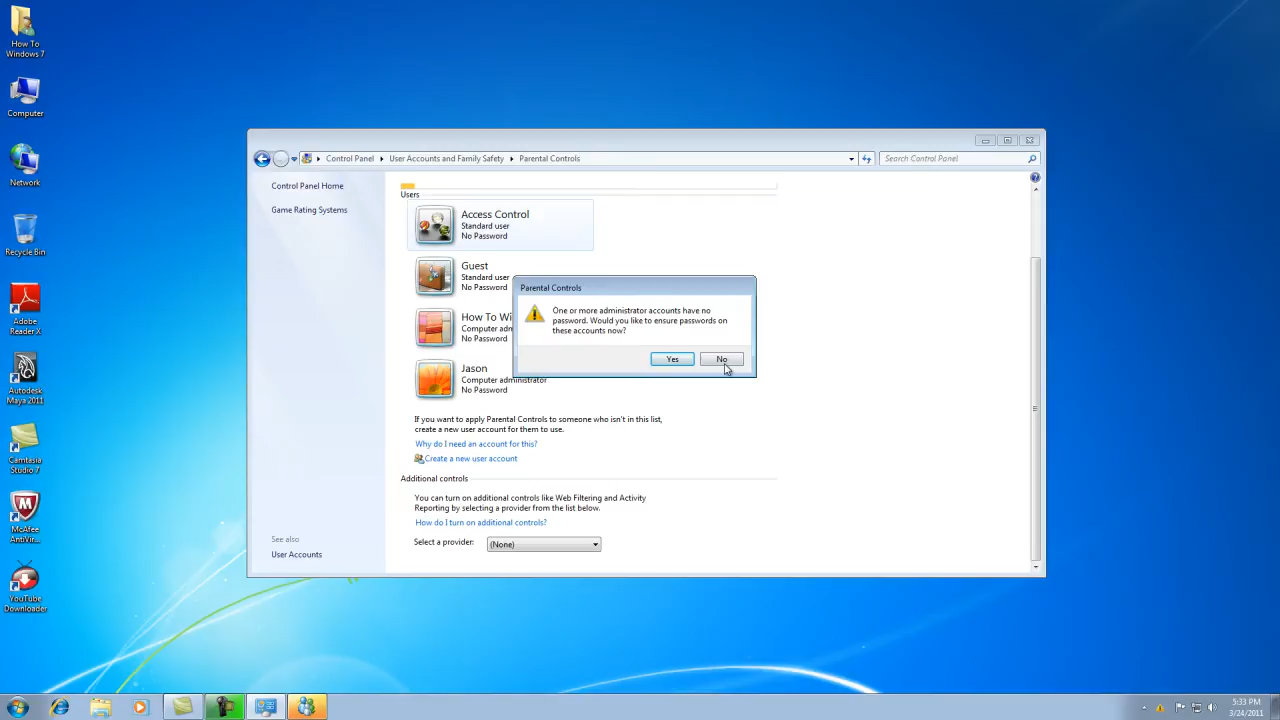 How To
Windows 7
Computer
Network
Recycle Bin
Adobe
Reader X
Autodesk
Maya 2011
Camtasia
Studio 7
McAfee
AntiVir...
YouTube
Downloader
Control Panel
User Accounts and Family Safety
Parental Controls
Search Control Panel
Control Panel Home
Game Rating Systems
See also
User Accounts
Users
Access Control
Standard user
No Password
Guest
Standard user
No Password
How To Wi
Computer adm
No Password
Jason
Computer administrator
No Password
Parental Controls
One or more administrator accounts have no
password. Would you like to ensure passwords on
these accounts now?
Yes
No
If you want to apply Parental Controls to someone who isn't in this list,
create a new user account for them to use.
Why do I need an account for this?
Create a new user account
Additional controls
You can turn on additional controls like Web Filtering and Activity
Reporting by selecting a provider from the list below.
How do I turn on additional controls?
Select a provider:
(None)
5:33 PM
3/24/2011